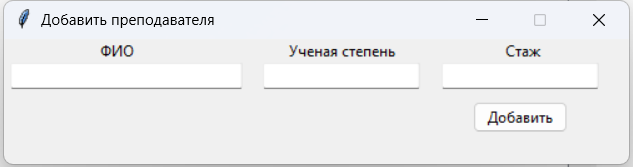 Добавить преподавателя
ФИО Ученая степень Стаж
Добавить